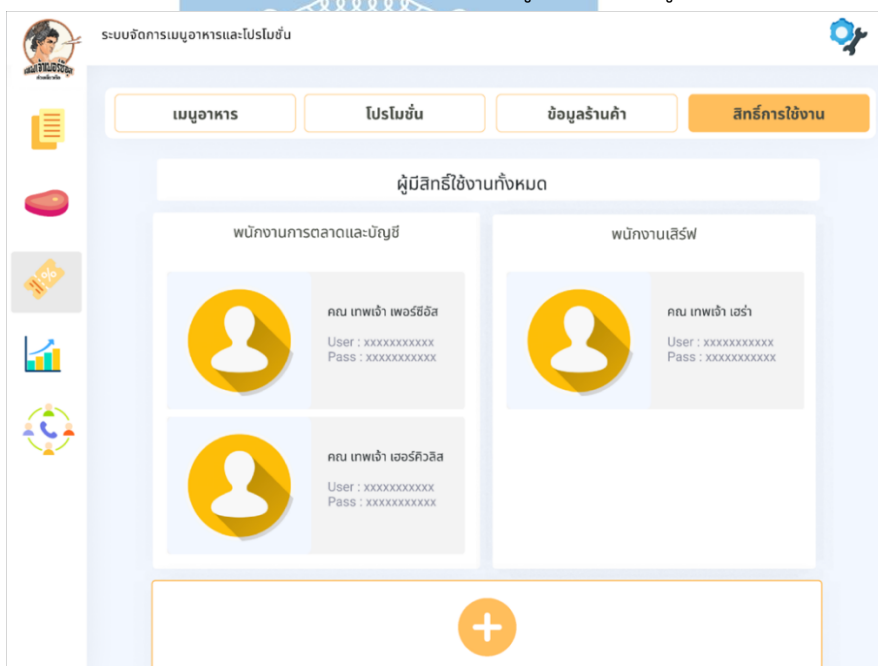 ระบบจัดการเมนูอาหารและโปรโมชั่น
เมนูอาหาร
โปรโมชั่น
ข้อมูลร้านค้า
สิทธิ์การใช้งาน
ผู้มีสิทธิ์ใช้งานทั้งหมด
พนักงานการตลาดและบัญชี
คณ เทพเจ้า เพอร์ซีอัส
User : xxxxxxxxxxx
Pass : xxxxxxxxxxx
คณ เทพเจ้า เฮอร์คิวลิส
User : xxxxxxxxxxx
Pass : xxxxxxxxxxx
พนักงานเสิร์ฟ
คณ เทพเจ้า เฮร่า
User : xxxxxxxxxxx
Pass : xxxxxxxxxxx